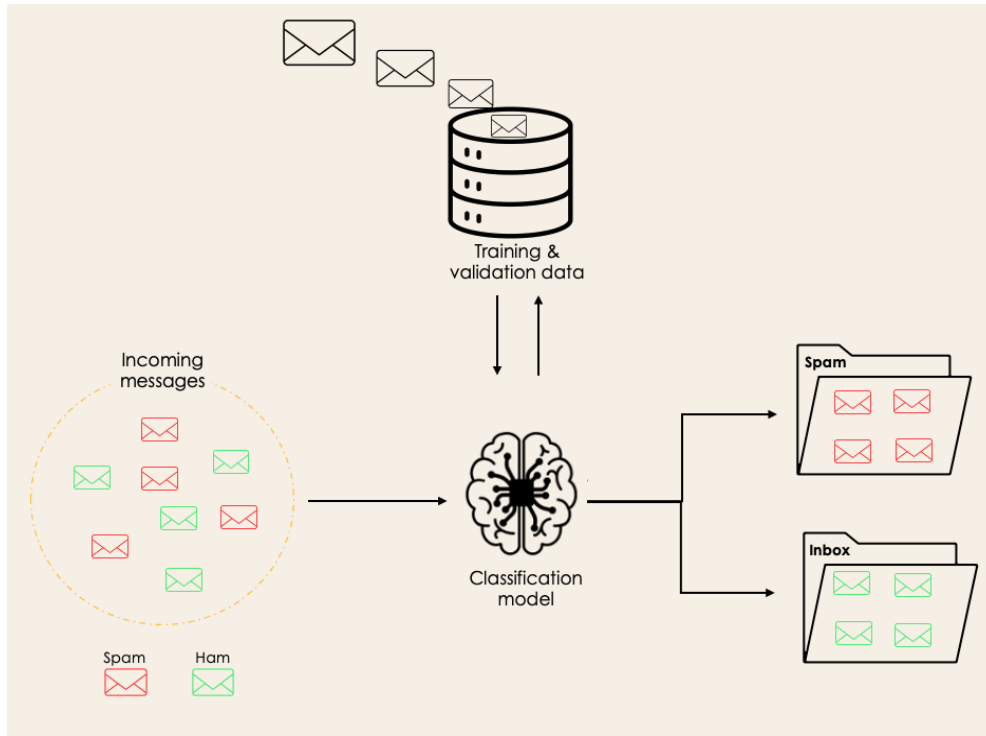 Training &
validation data
Incoming
messages
Spam
Classification
model
Inbox
Spam
Ham